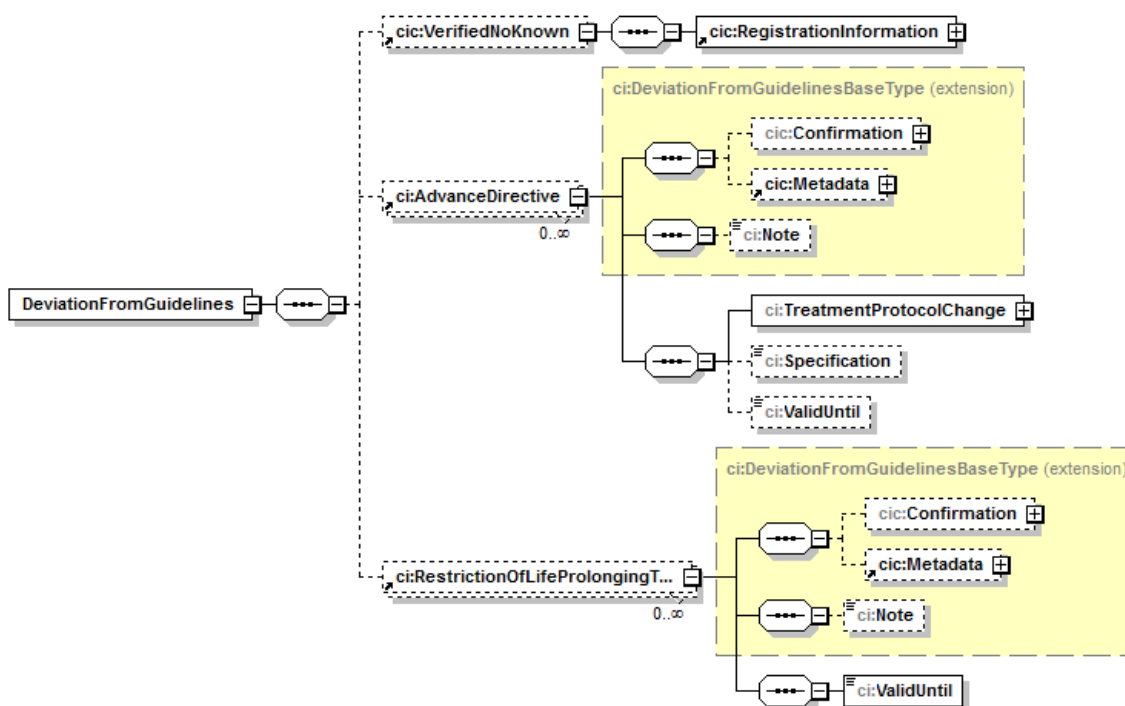 cic:VerifiedNoKnown
cic:RegistrationInformation
ci:DeviationFromGuidelinesBaseType (extension)
cic:Confirmation
cic:Metadata
ci:AdvanceDirective
0..∞
ci:Note
DeviationFromGuidelines
ci:TreatmentProtocolChange
ci:Specification
ci:ValidUntil
ci:DeviationFromGuidelinesBaseType (extension)
cic:Confirmation
cic:Metadata
ci:RestrictionOfLifeProlongingT...
0..∞
ci:Note
ci:ValidUntil